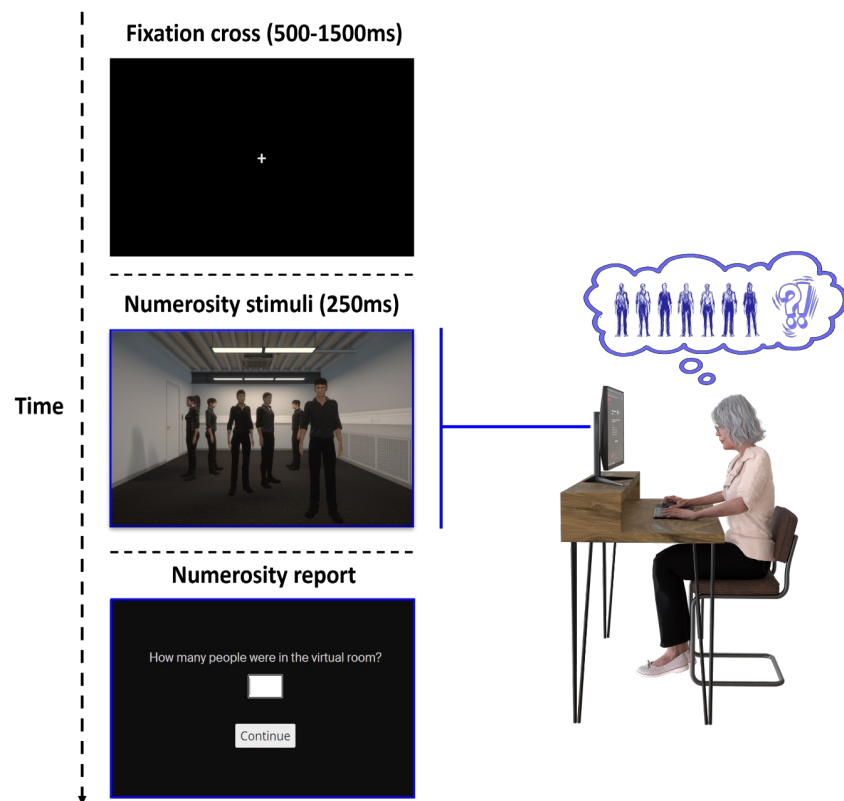 Fixation cross (500-1500ms)
+
Numerosity stimuli (250ms)
Time
?!
Numerosity report
How many people were in the virtual room?
Continue